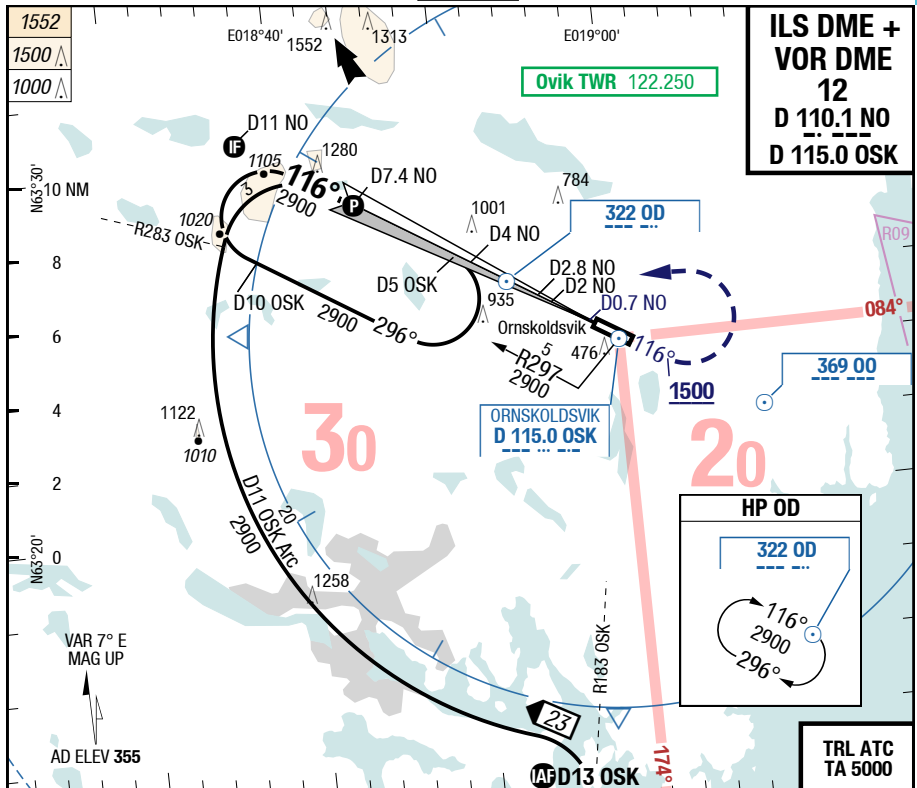 1552
1500
1000
E018°40'
1552
1313
E019°00'
ILS DME +
VOR DME
12
D 110.1 NO
D 115.0 OSK
Ovik TWR 122.250
IF
D11 NO
N63°30'
10 NM
1105
1280
3
116°
2900
D7.4 NO
P
784
1020
R283 OSK
1001
322 OD
R09
8
D4 NO
D5 OSK
D2.8 NO
D2 NO
D10 OSK
935
D0.7 NO
2900
296°
Ornskoldsvik
084°
6
476
116°
5
R297
2900
369 OO
1500
4
1122
1010
30
ORNSKOLDSVIK
D 115.0 OSK
20
2
D11 OSK Arc
2900
20
HP OD
322 OD
N63°20'
0
1258
116°
2900
296°
VAR 7° E
MAG UP
R183 OSK
23
AD ELEV 355
IAF
D13 OSK
174°
TRL ATC
TA 5000